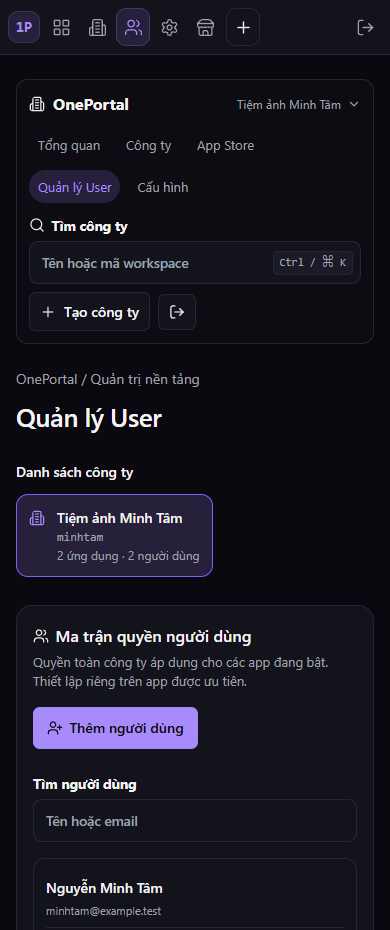 1P
OnePortal
Tiệm ảnh Minh Tâm
Tổng quan
Công ty
App Store
Quản lý User
Cấu hình
Tìm công ty
Tên hoặc mã workspace
Ctrl / ⌘ K
Tạo công ty
OnePortal / Quản trị nền tảng
Quản lý User
Danh sách công ty
Tiệm ảnh Minh Tâm
minhtam
2 ứng dụng · 2 người dùng
Ma trận quyền người dùng
Quyền toàn công ty áp dụng cho các app đang bật.
Thiết lập riêng trên app được ưu tiên.
Thêm người dùng
Tìm người dùng
Tên hoặc email
Nguyễn Minh Tâm
minhtam@example.test